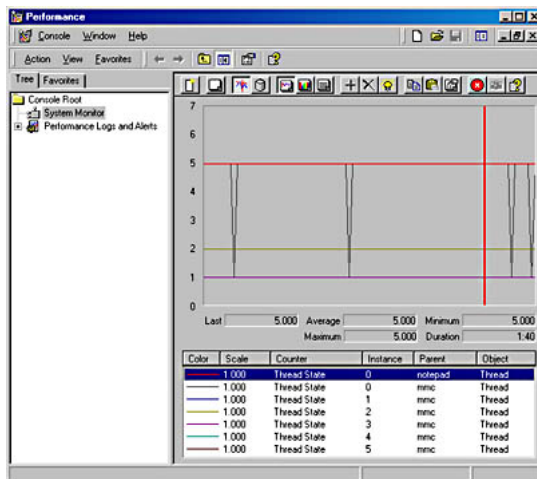 Performance
Console Window Help
Action View Favorites
Tree Favorites
Console Root
System Monitor
Performance Logs and Alerts
7
6
5
4
3
2
1
0
Last 5.000 Average 5.000 Minimum 5.000
Maximum 5.000 Duration 1:40
Color Scale Counter Instance Parent Object
1.000 Thread State 0 notepad Thread
1.000 Thread State 0 mmc Thread
1.000 Thread State 1 mmc Thread
1.000 Thread State 2 mmc Thread
1.000 Thread State 3 mmc Thread
1.000 Thread State 4 mmc Thread
1.000 Thread State 5 mmc Thread